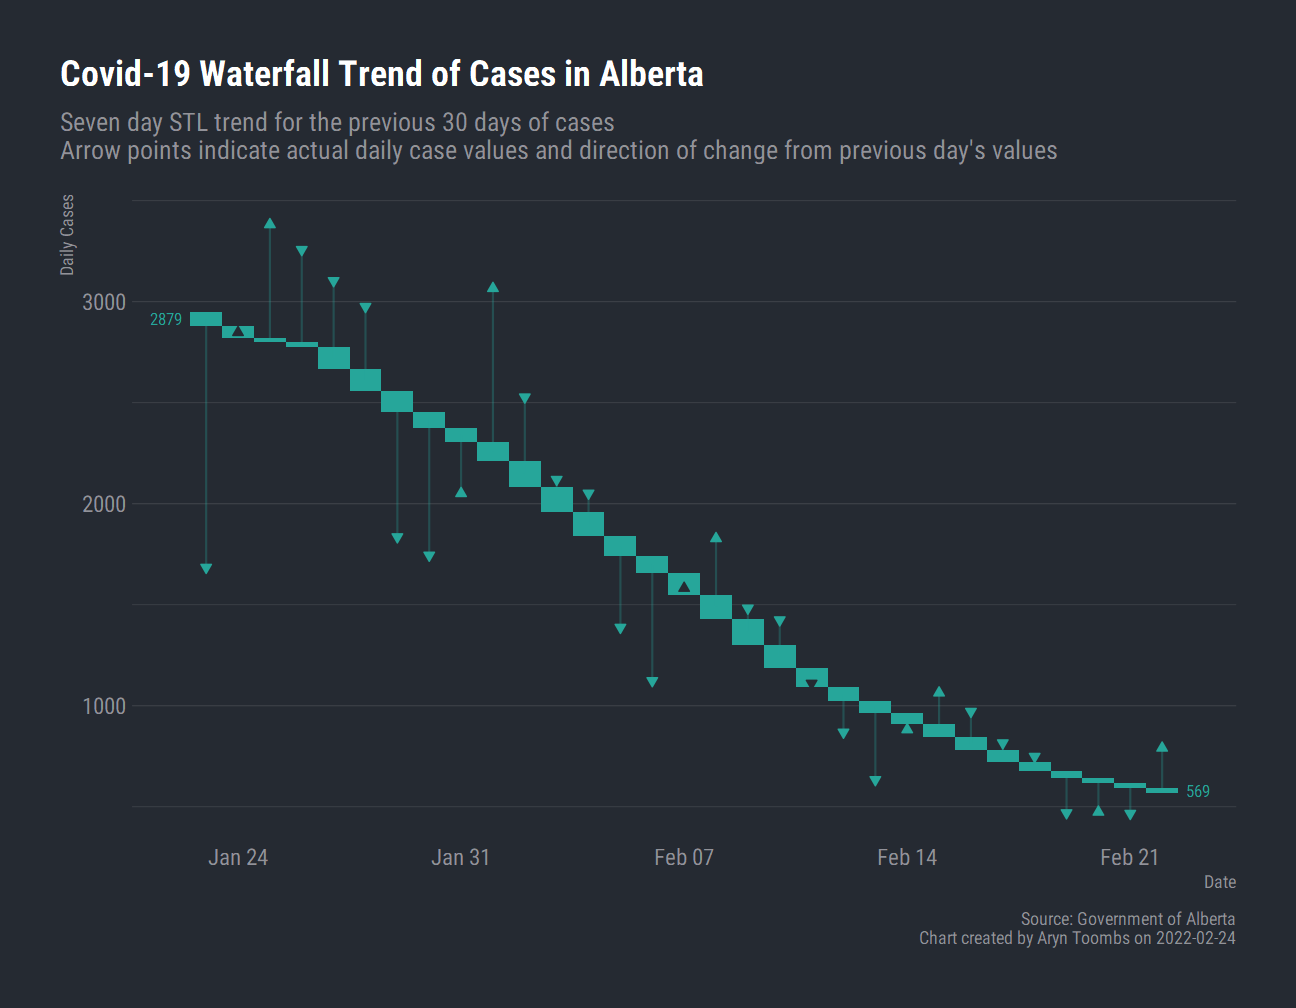 Covid-19 Waterfall Trend of Cases in Alberta
Seven day STL trend for the previous 30 days of cases
Arrow points indicate actual daily case values and direction of change from previous day's values
Daily Cases
3000
2000
1000
2879
569
Jan 24
Jan 31
Feb 07
Feb 14
Feb 21
Date
Source: Government of Alberta
Chart created by Aryn Toombs on 2022-02-24